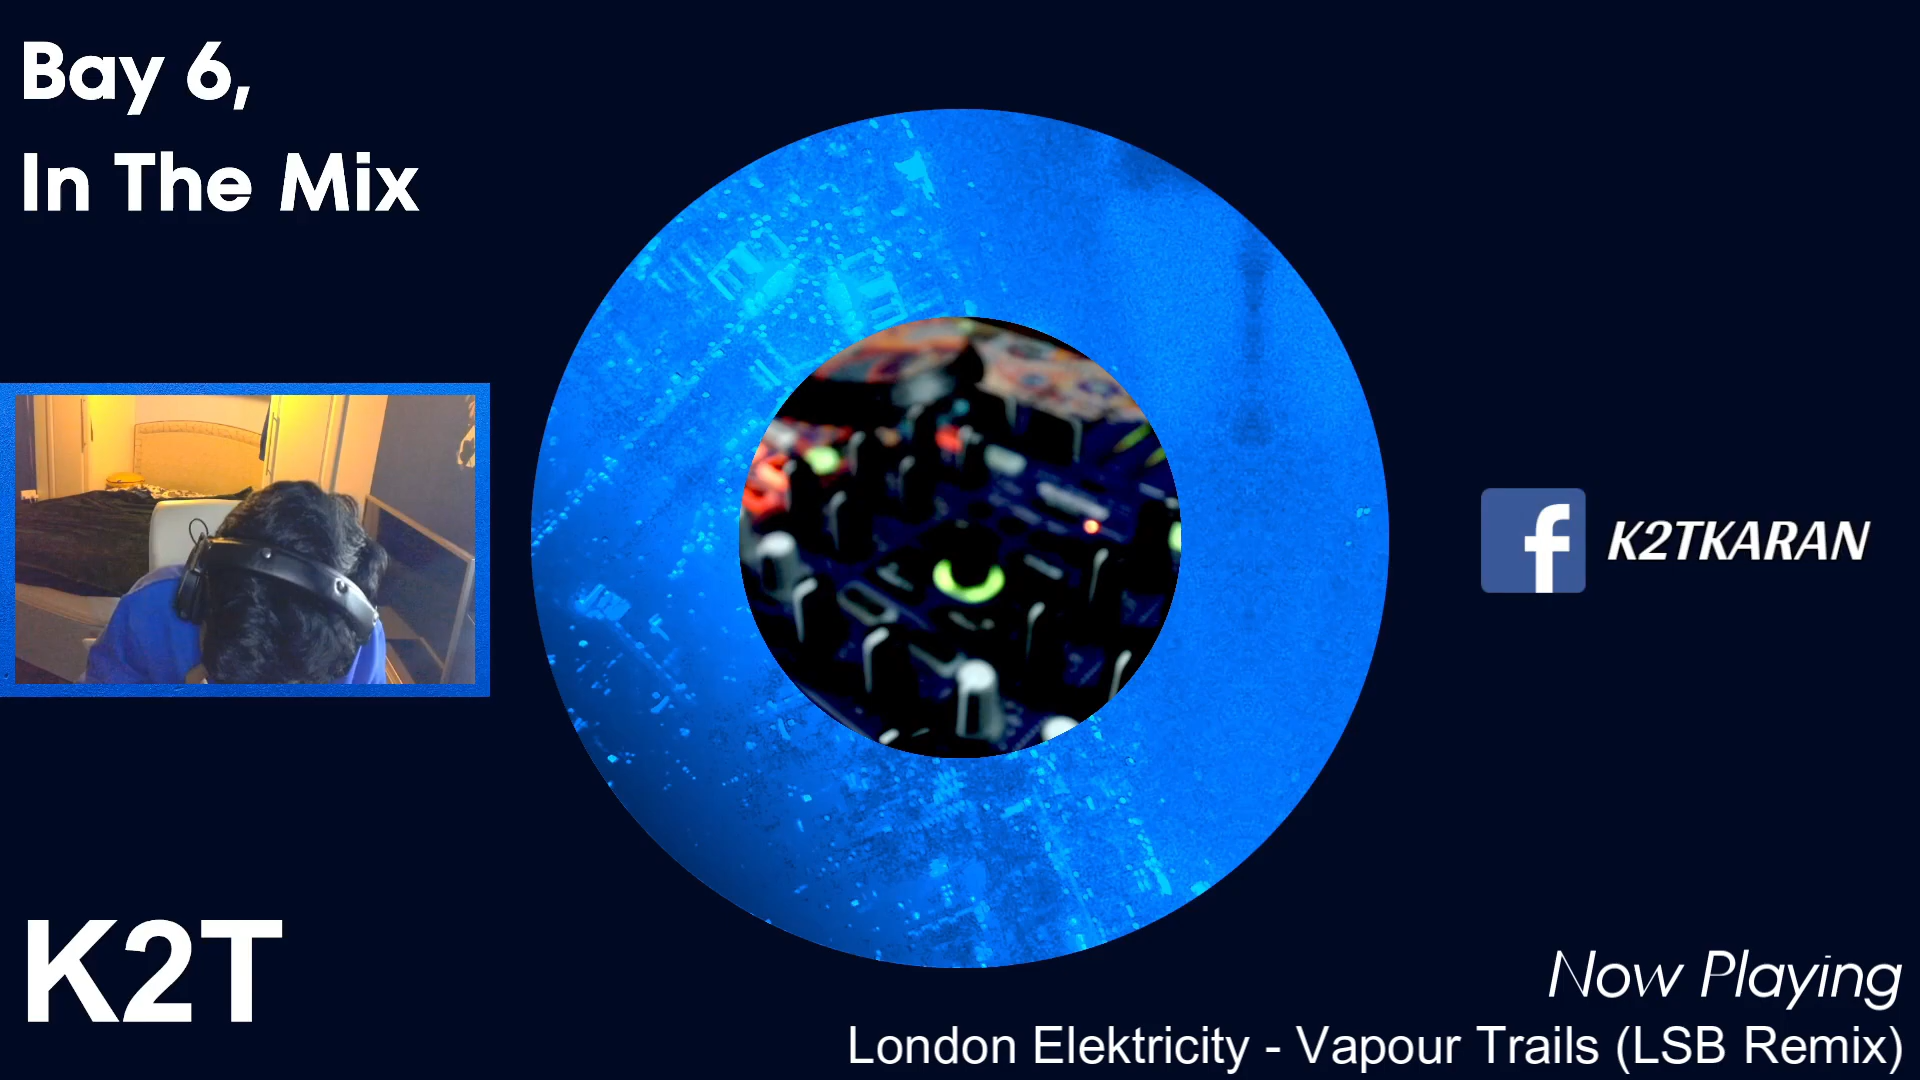 Bay 6,
In The Mix
K2TKARAN
K2T
Now Playing
London Elektricity - Vapour Trails (LSB Remix)